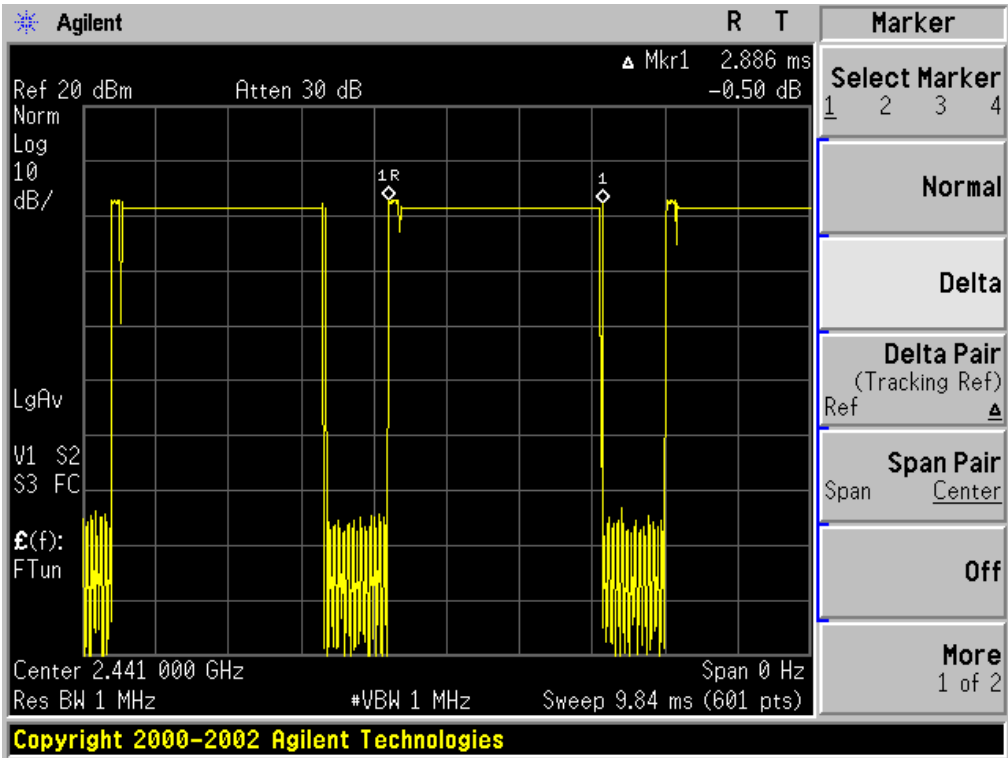 Agilent
R T
Marker
Δ Mkr1 2.886 ms
Ref 20 dBm Atten 30 dB -0.50 dB
Norm
Log
10
dB/
1R
1
LgAv
V1 S2
S3 FC
£(f):
FTun
Center 2.441 000 GHz Span 0 Hz
Res BW 1 MHz #VBW 1 MHz Sweep 9.84 ms (601 pts)
Copyright 2000-2002 Agilent Technologies
Select Marker
1 2 3 4
Normal
Delta
Delta Pair
(Tracking Ref)
Ref Δ
Span Pair
Span Center
Off
More
1 of 2